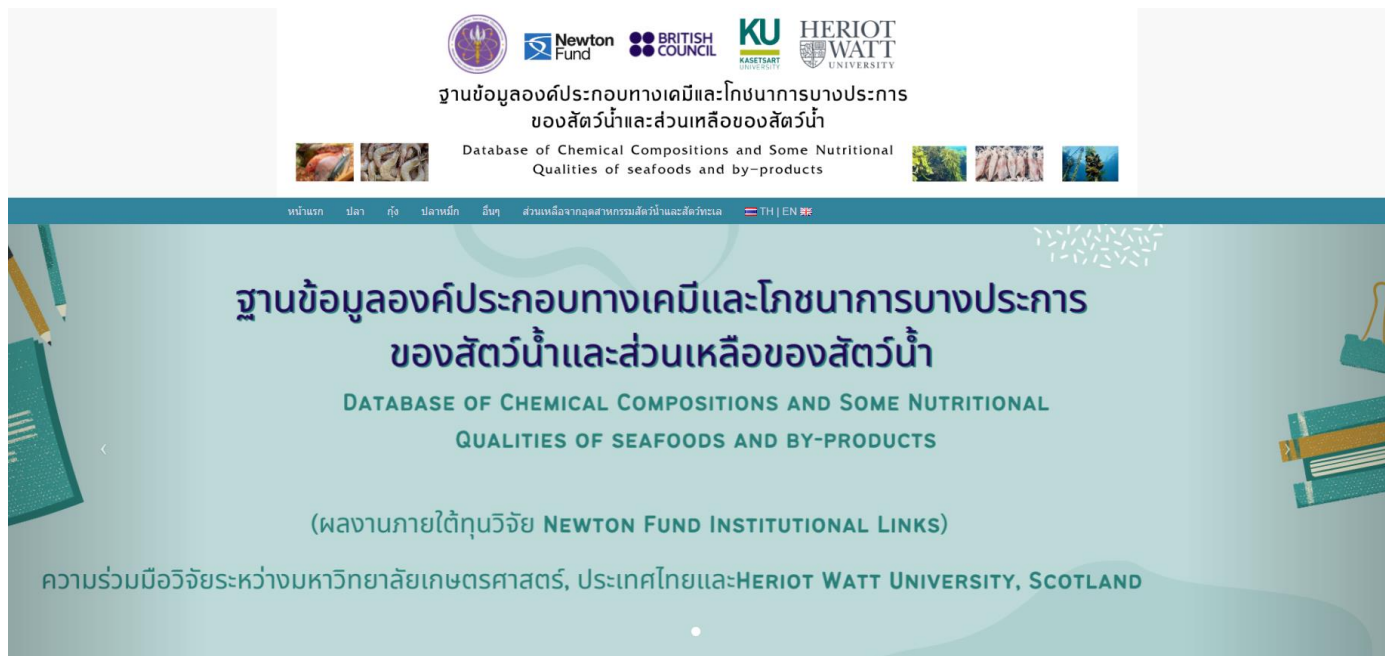 Newton
Fund
BRITISH
COUNCIL
KU
KASETSART
UNIVERSITY
HERIOT
WATT
UNIVERSITY
ฐานข้อมูลองค์ประกอบทางเคมีและโภชนาการบางประการ
ของสัตว์น้ำและส่วนเหลือของสัตว์น้ำ
Database of Chemical Compositions and Some Nutritional
Qualities of seafoods and by-products
หน้าแรก ปลา กุ้ง ปลาหมึก อื่นๆ ส่วนเหลือจากอุตสาหกรรมสัตว์น้ำและสัตว์ทะเล TH | EN
ฐานข้อมูลองค์ประกอบทางเคมีและโภชนาการบางประการ
ของสัตว์น้ำและส่วนเหลือของสัตว์น้ำ
DATABASE OF CHEMICAL COMPOSITIONS AND SOME NUTRITIONAL
QUALITIES OF SEAFOODS AND BY-PRODUCTS
(ผลงานภายใต้ทุนวิจัย NEWTON FUND INSTITUTIONAL LINKS)
ความร่วมมือวิจัยระหว่างมหาวิทยาลัยเกษตรศาสตร์, ประเทศไทยและHERIOT WATT UNIVERSITY, SCOTLAND